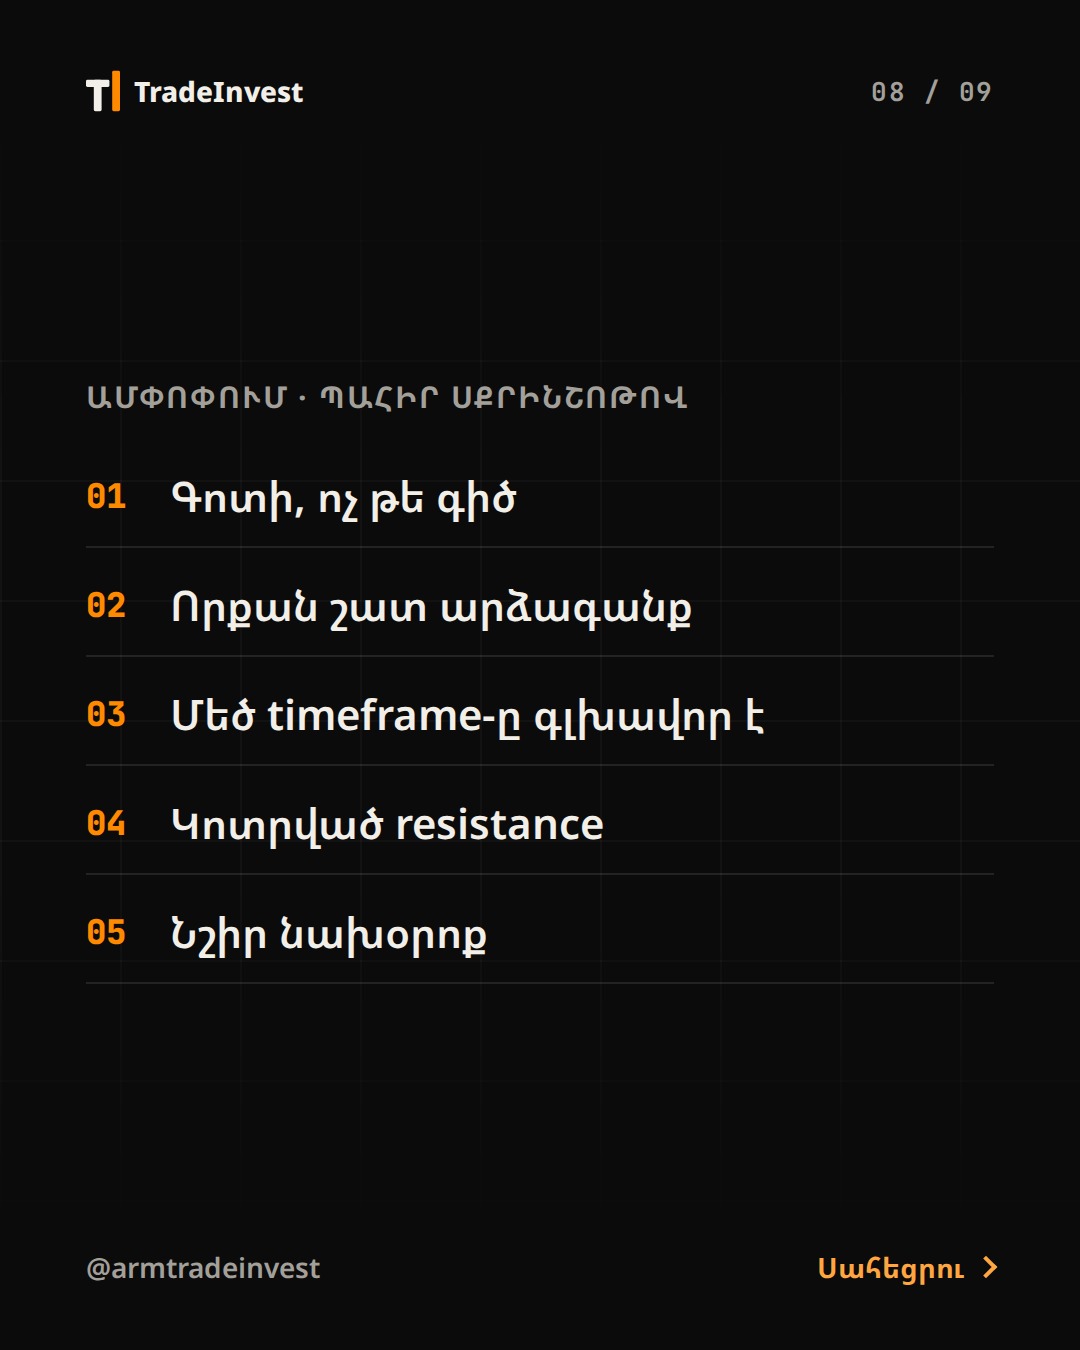 TradeInvest
08 / 09
ԱՄՓՈՓՈՒՄ · ՊԱՀԻՐ ՍՔՐԻՆՇՈԹՈՎ
01 Գոտի, ոչ թե գիծ
02 Որքան շատ արձագանք
03 Մեծ timeframe-ը գլխավոր է
04 Կոտրված resistance
05 Նշիր նախօրոք
@armtradeinvest
Սահեցրու